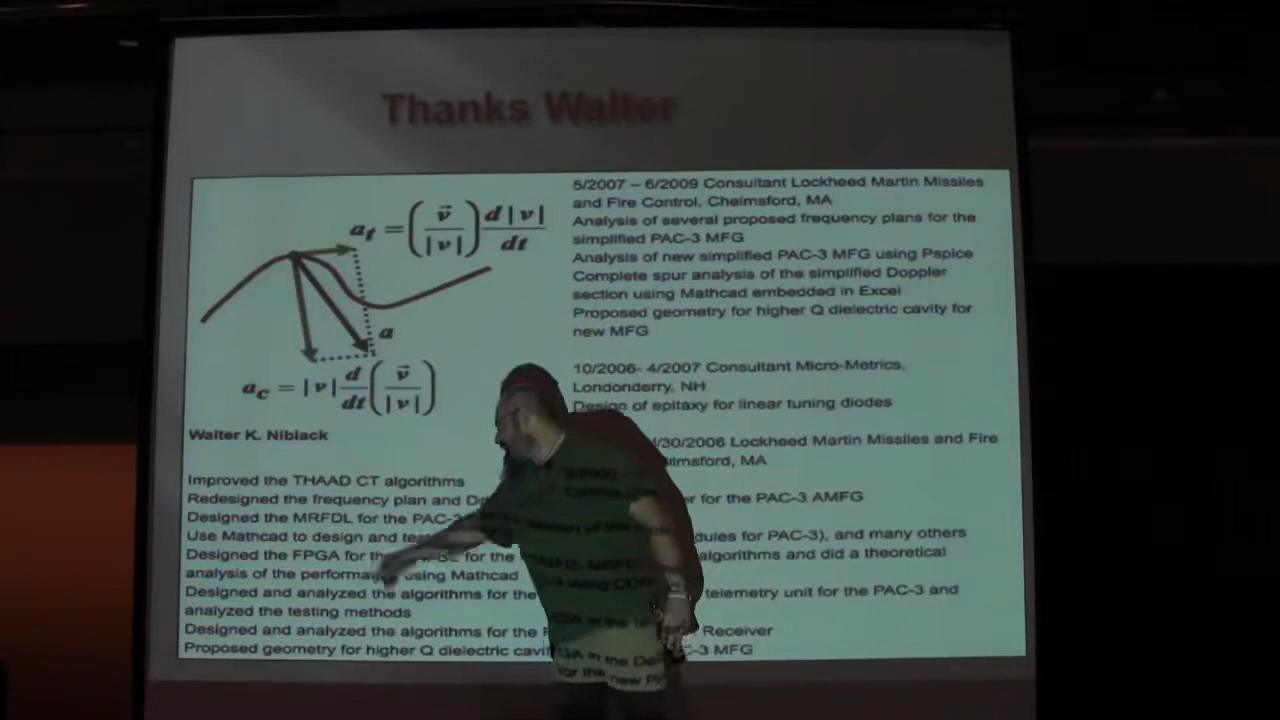 Thanks Walter
a_t = (v⃗ / |v|) d|v| / dt
a
a_c = |v| d/dt (v⃗ / |v|)
5/2007 – 6/2009 Consultant Lockheed Martin Missiles
and Fire Control, Chelmsford, MA
Analysis of several proposed frequency plans for the
simplified PAC-3 MFG
Analysis of new simplified PAC-3 MFG using Pspice
Complete spur analysis of the simplified Doppler
section using Mathcad embedded in Excel
Proposed geometry for higher Q dielectric cavity for
new MFG
10/2006- 4/2007 Consultant Micro-Metrics,
Londonderry, NH
Design of epitaxy for linear tuning diodes
/30/2006 Lockheed Martin Missiles and Fire
MA
Walter K. Niblack
Improved the THAAD CT algorithms
Redesigned the frequency plan and for the PAC-3 AMFG
Designed the MRFDL for the PAC-3
Use Mathcad to design and for PAC-3), and many others
Designed the FPGA for the for the algorithms and did a theoretical
analysis of the performance using Mathcad
Designed and analyzed the algorithms for the telemetry unit for the PAC-3 and
analyzed the testing methods
Designed and analyzed the algorithms for the Receiver
Proposed geometry for higher Q dielectric MFG